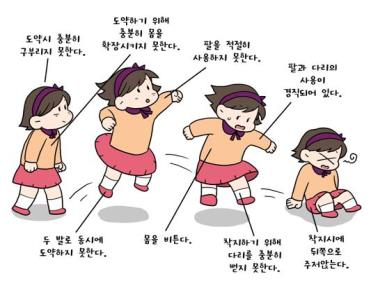 도약시 충분히
구부리지 못한다.
도약하기 위해
충분히 몸을
확장시키지 못한다.
팔을 적절히
사용하지 못한다.
팔과 다리의
사용이
경직되어 있다.
두 발로 동시에
도약하지 못한다.
몸을 비튼다.
착지하기 위해
다리를 충분히
뻗지 못한다.
착지시에
뒤쪽으로
주저앉는다.